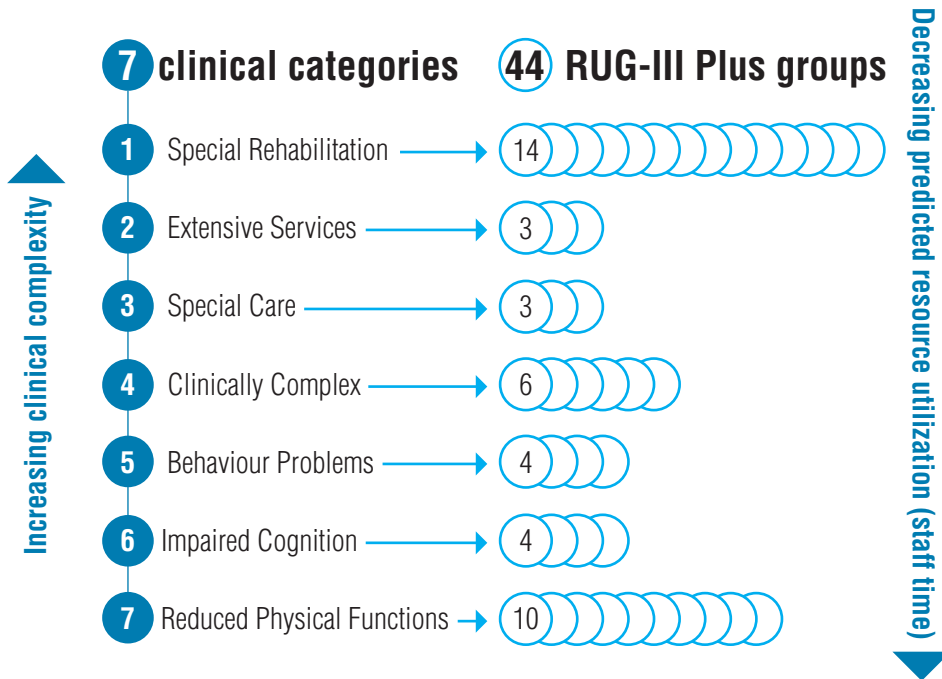 7 clinical categories
44 RUG-III Plus groups
1 Special Rehabilitation 14
2 Extensive Services 3
3 Special Care 3
4 Clinically Complex 6
5 Behaviour Problems 4
6 Impaired Cognition 4
7 Reduced Physical Functions 10
Increasing clinical complexity
Decreasing predicted resource utilization (staff time)